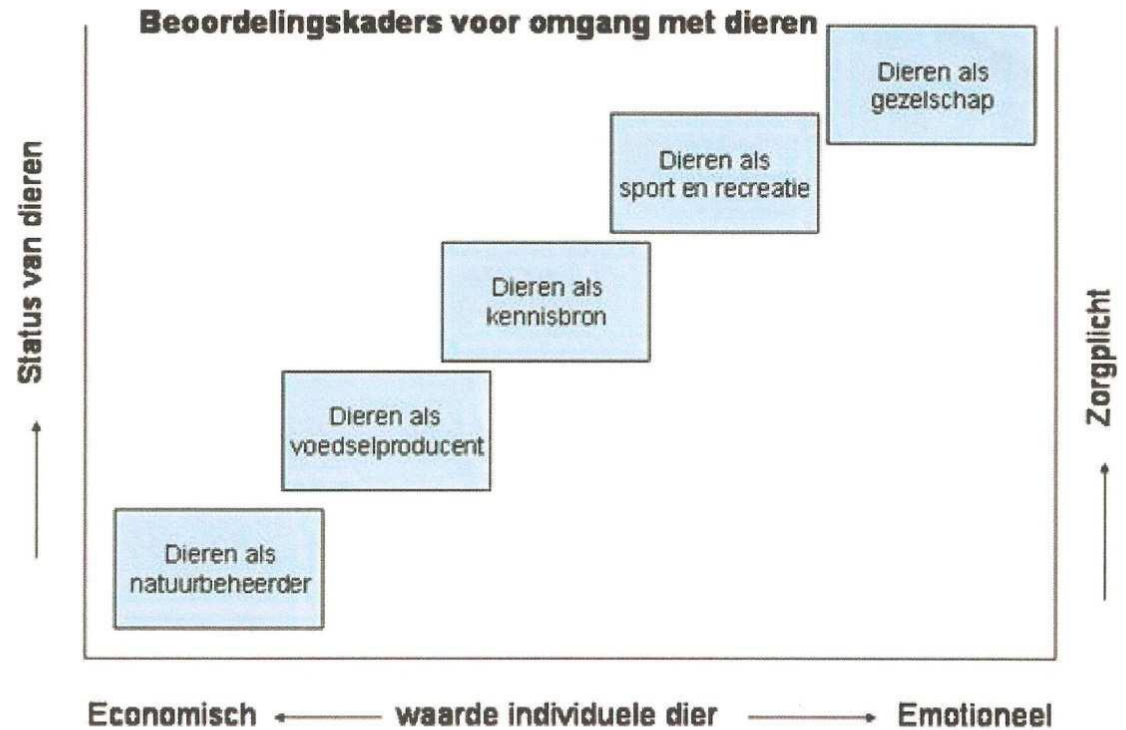 Beoordelingskaders voor omgang met dieren
Dieren als
gezelschap
Dieren als
sport en recreatie
Dieren als
kennisbron
Dieren als
voedselproducent
Dieren als
natuurbeheerder
Status van dieren
Zorgplicht
Economisch
waarde individuele dier
Emotioneel